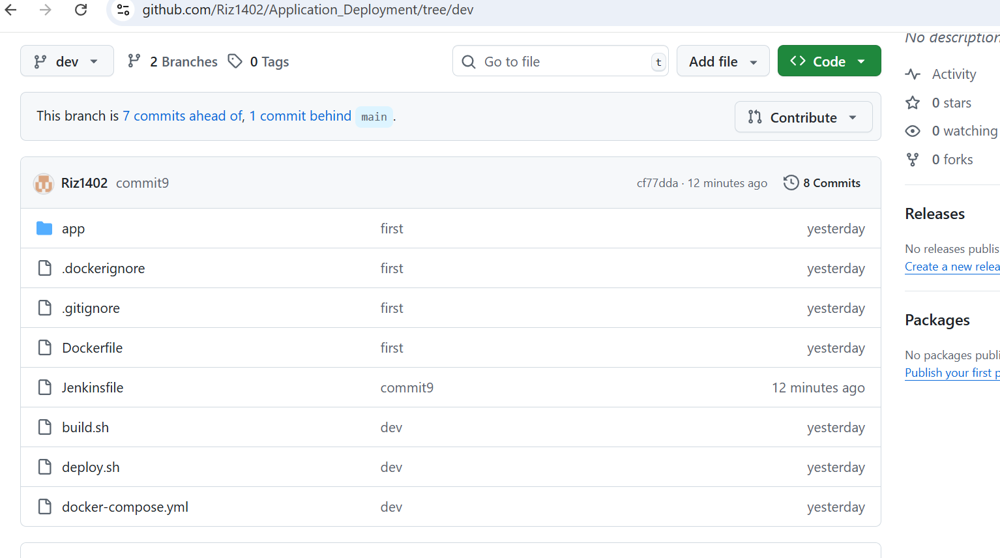 github.com/Riz1402/Application_Deployment/tree/dev
dev
2 Branches
0 Tags
Go to file
t
Add file
Code
This branch is 7 commits ahead of, 1 commit behind main .
Contribute
Riz1402 commit9
cf77dda · 12 minutes ago
8 Commits
app first yesterday
.dockerignore first yesterday
.gitignore first yesterday
Dockerfile first yesterday
Jenkinsfile commit9 12 minutes ago
build.sh dev yesterday
deploy.sh dev yesterday
docker-compose.yml dev yesterday
No description
Activity
0 stars
0 watching
0 forks
Releases
No releases publis
Create a new relea
Packages
No packages publi
Publish your first p